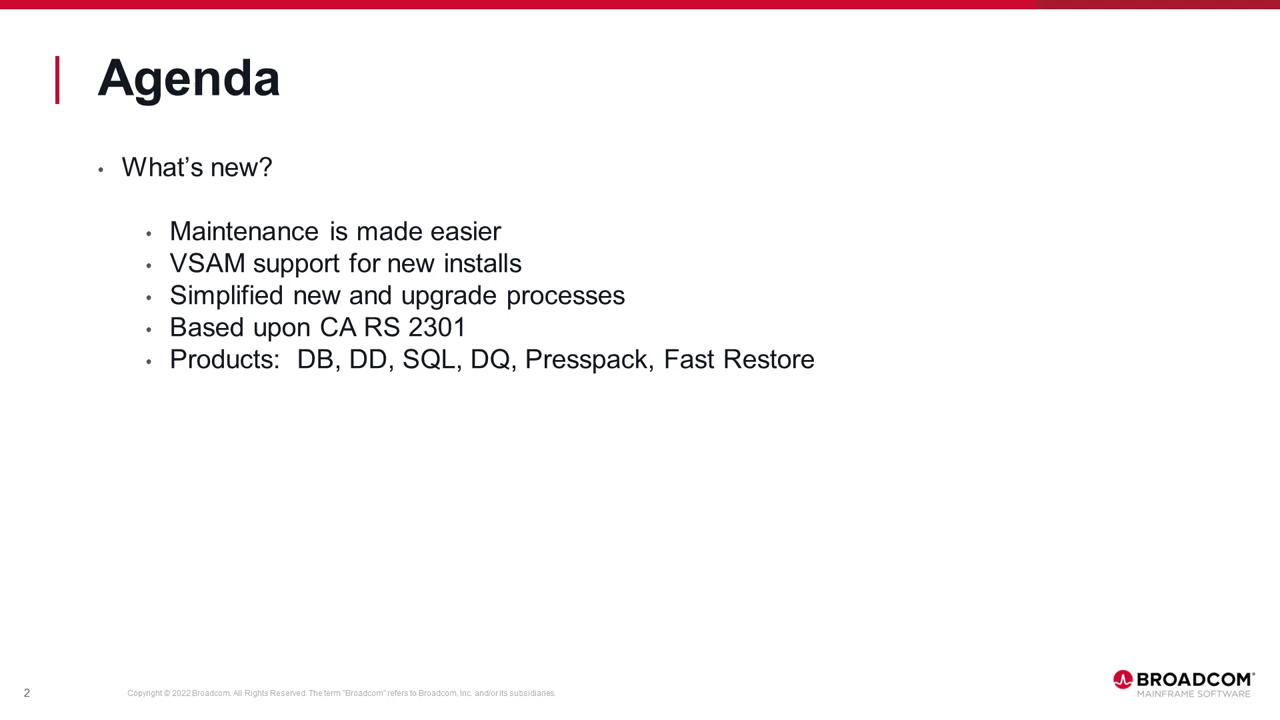 Agenda
• What’s new?
• Maintenance is made easier
• VSAM support for new installs
• Simplified new and upgrade processes
• Based upon CA RS 2301
• Products:  DB, DD, SQL, DQ, Presspack, Fast Restore
2
Copyright © 2022 Broadcom. All Rights Reserved. The term "Broadcom" refers to Broadcom, Inc. and/or its subsidiaries.
BROADCOM®
MAINFRAME SOFTWARE